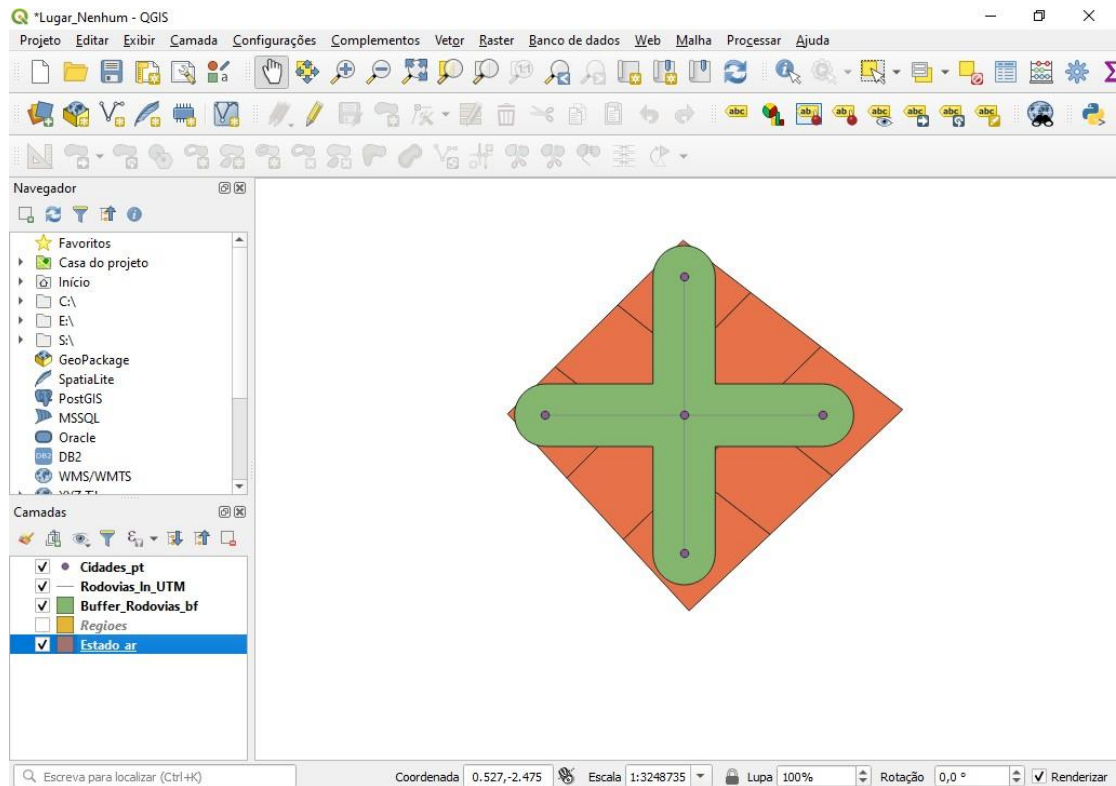 *Lugar_Nenhum - QGIS
Projeto Editar Exibir Camada Configurações Complementos Vetor Raster Banco de dados Web Malha Processar Ajuda
a
abc abc
Navegador
Favoritos
Casa do projeto
Início
C:\
E:\
S:\
GeoPackage
SpatiaLite
PostGIS
MSSQL
Oracle
DB2
WMS/WMTS
Camadas
Cidades_pt
Rodovias_ln_UTM
Buffer_Rodovias_bf
Regioes
Estado_ar
Escreva para localizar (Ctrl+K) Coordenada 0.527,-2.475 Escala 1:3248735 Lupa 100% Rotação 0,0 ° Renderizar